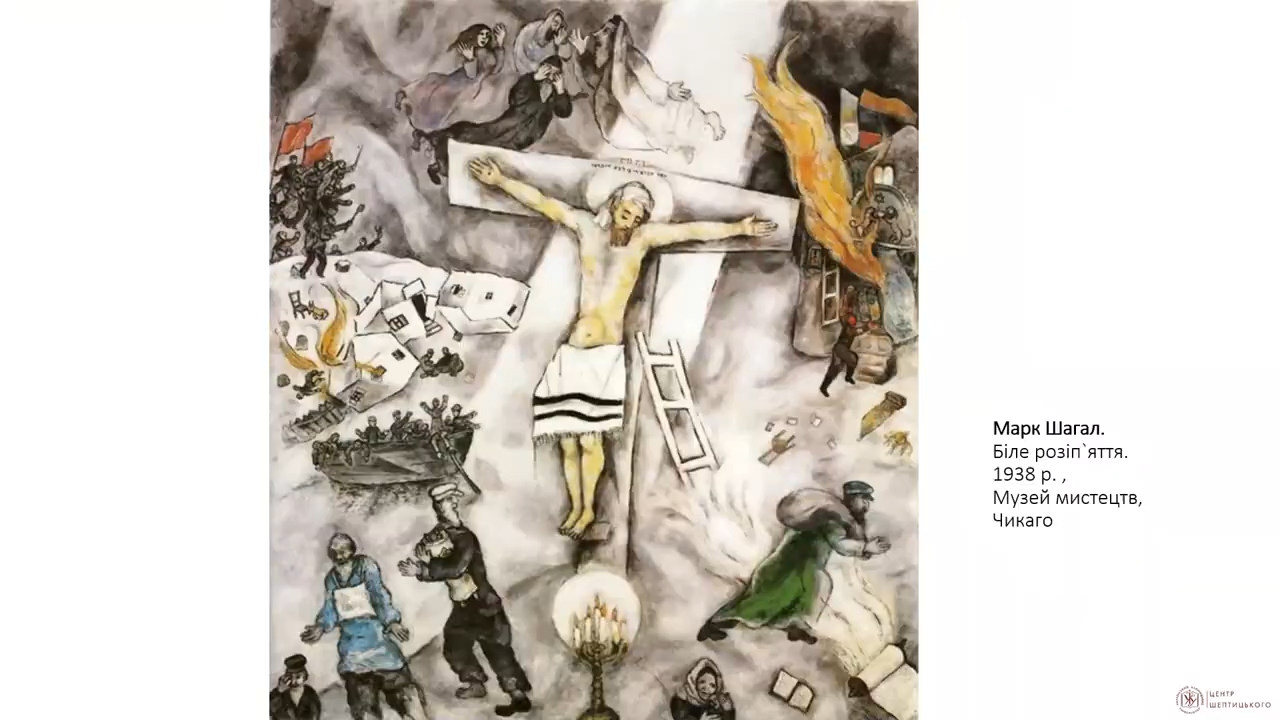 Марк Шагал.
Біле розіп`яття.
1938 р. ,
Музей мистецтв,
Чикаго
ЦЕНТР
ШЕПТИЦЬКОГО